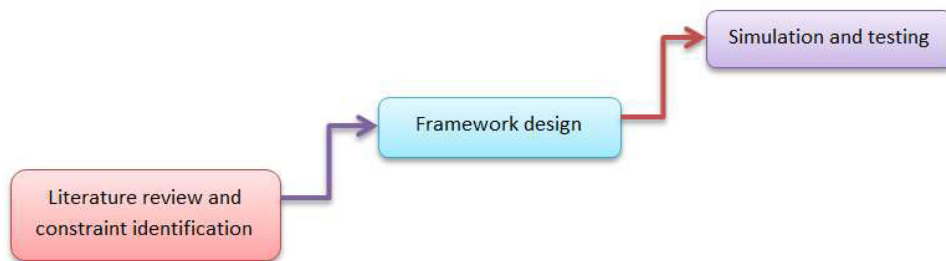 Simulation and testing
Framework design
Literature review and
constraint identification